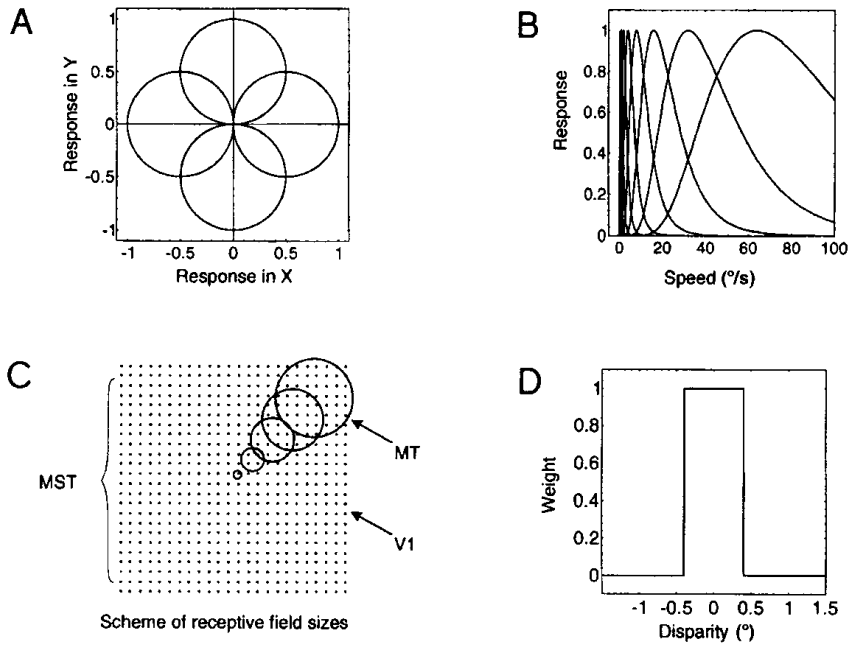 A
Response in Y
1
0.5
0
-0.5
-1
-1 -0.5 0 0.5 1
Response in X
B
Response
1
0.8
0.6
0.4
0.2
0
0 20 40 60 80 100
Speed (°/s)
C
MST
MT
V1
Scheme of receptive field sizes
D
Weight
1
0.8
0.6
0.4
0.2
0
-1 -0.5 0 0.5 1 1.5
Disparity (°)